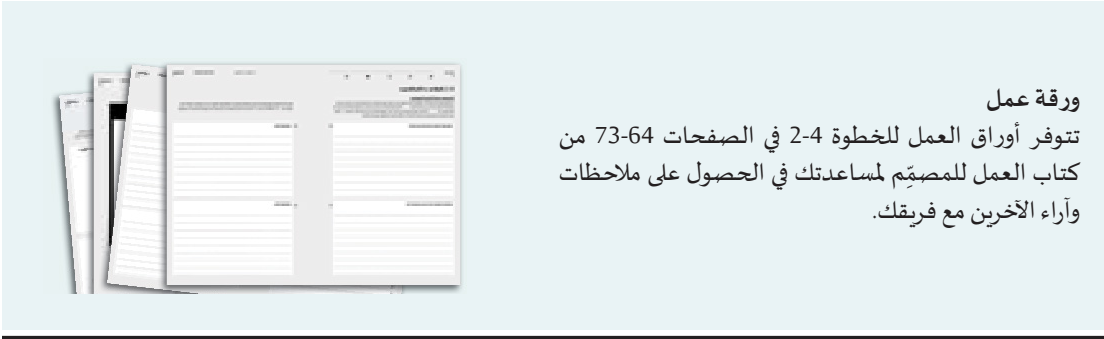 ورقة عمل
تتوفر أوراق العمل للخطوة 4-2 في الصفحات 64-73 من
كتاب العمل للمصمِّم لمساعدتك في الحصول على ملاحظات
وآراء الآخرين مع فريقك.